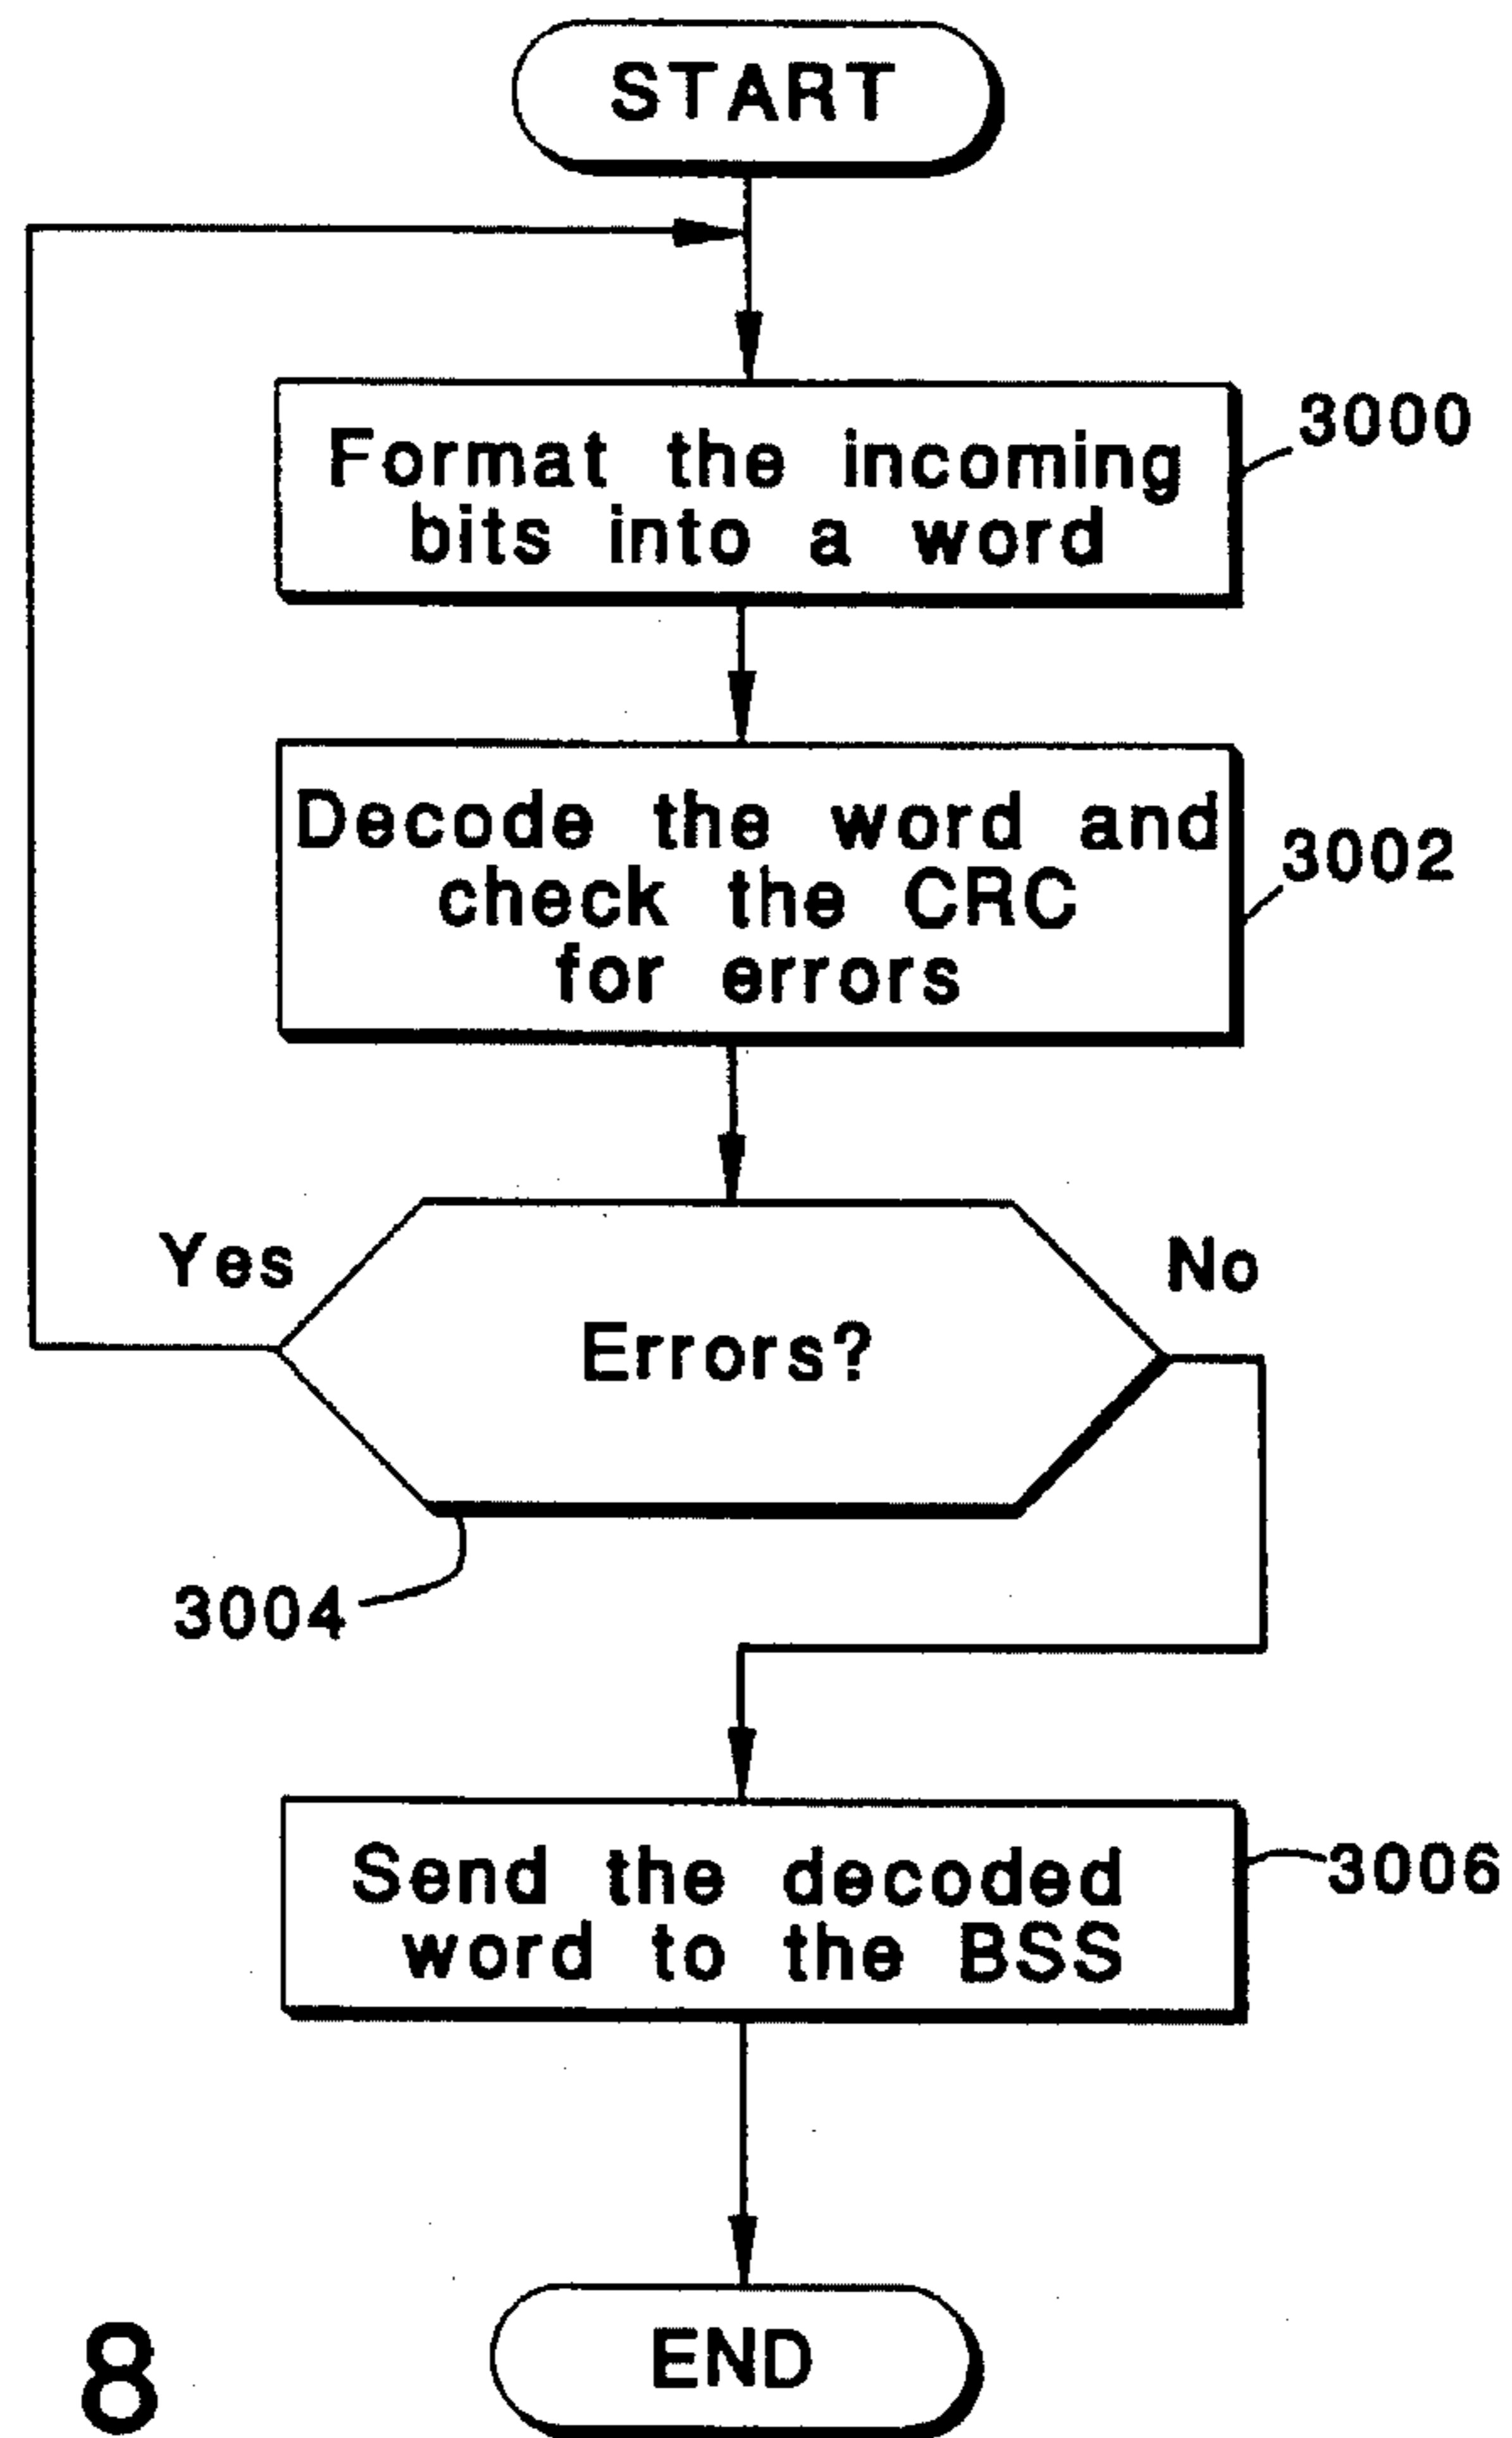 START
Format the incoming
bits into a word
3000
Decode the word and
check the CRC
for errors
3002
Yes
No
Errors?
3004
Send the decoded
word to the BSS
3006
END
8